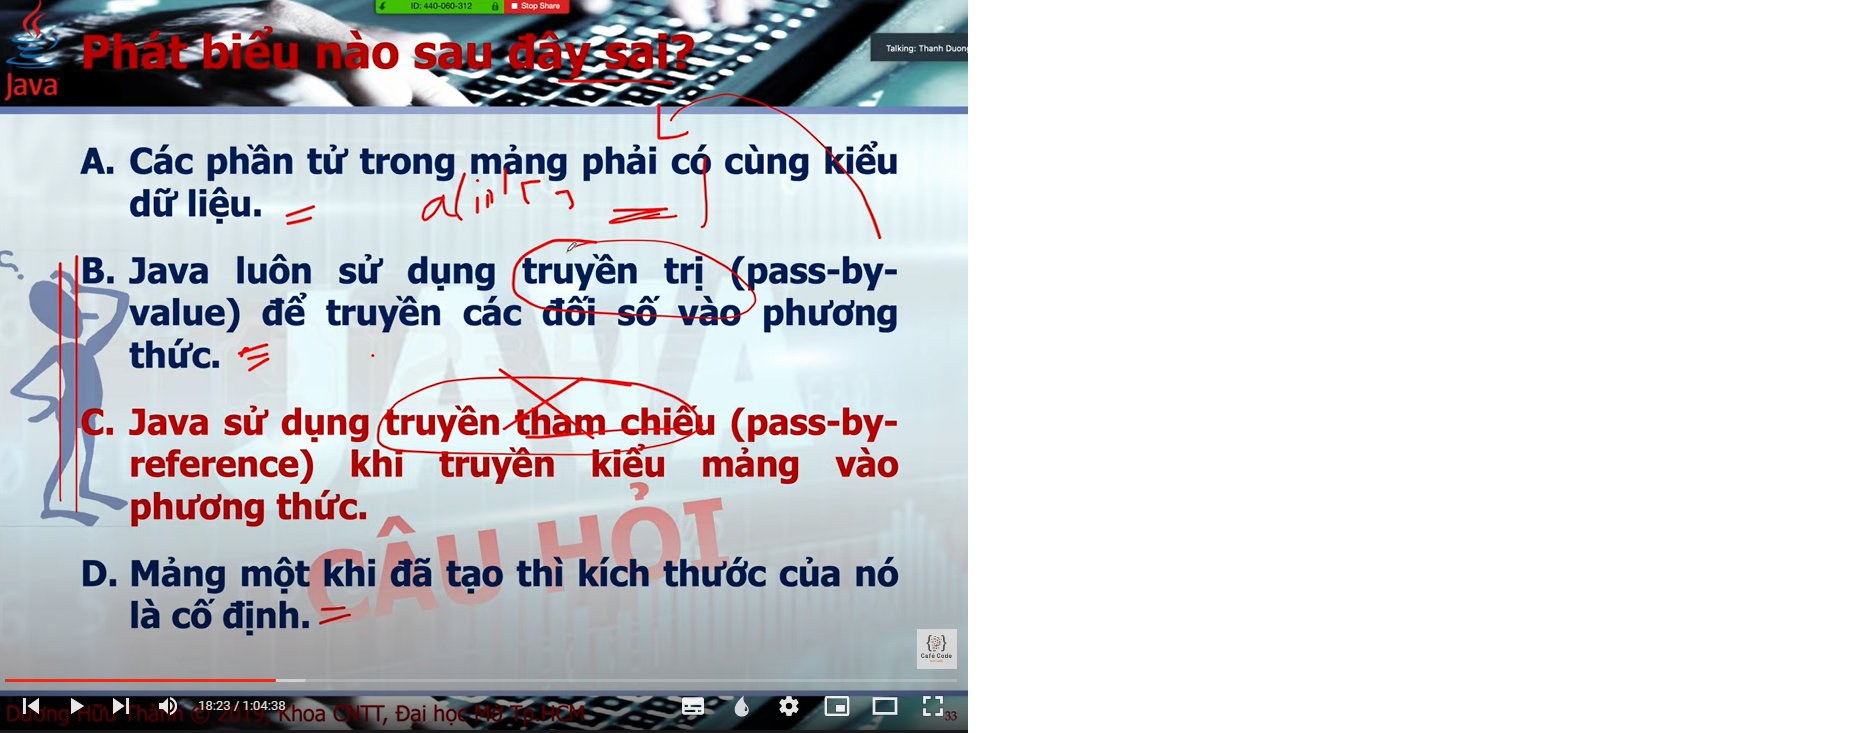 ID: 440-060-312
Stop Share
Phát biểu nào sau đây sai?
Talking: Thanh Duong
Java
A. Các phần tử trong mảng phải có cùng kiểu
dữ liệu.
B. Java luôn sử dụng truyền trị (pass-by-
value) để truyền các đối số vào phương
thức.
C. Java sử dụng truyền tham chiếu (pass-by-
reference) khi truyền kiểu mảng vào
phương thức.
CÂU HỎI
D. Mảng một khi đã tạo thì kích thước của nó
là cố định.
Café Code
18:23 / 1:04:38
Dương Hữu Thành © 2019, Khoa CNTT, Đại học Mở Tp.HCM
33